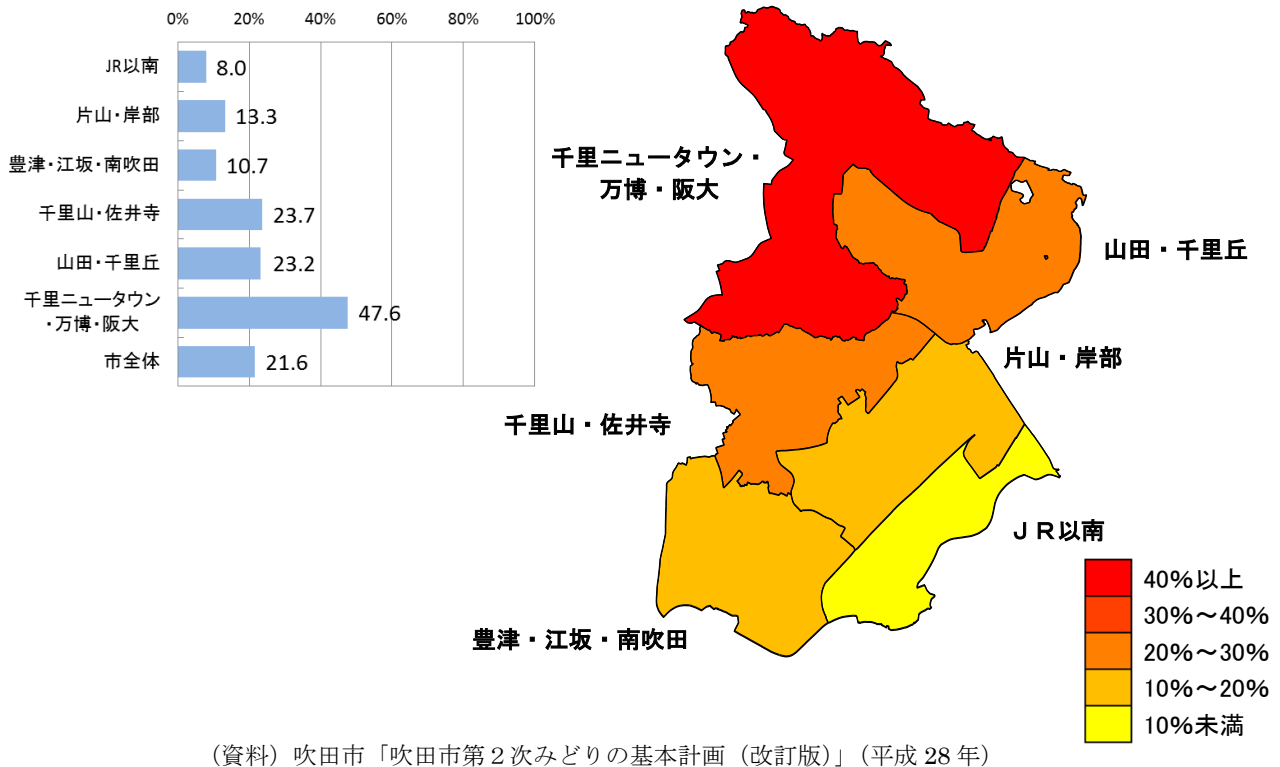 0% 20% 40% 60% 80% 100%
JR以南 8.0
片山・岸部 13.3
豊津・江坂・南吹田 10.7
千里山・佐井寺 23.7
山田・千里丘 23.2
千里ニュータウン
・万博・阪大 47.6
市全体 21.6
千里ニュータウン・
万博・阪大
山田・千里丘
片山・岸部
千里山・佐井寺
ＪＲ以南
豊津・江坂・南吹田
40%以上
30%～40%
20%～30%
10%～20%
10%未満
（資料）吹田市「吹田市第２次みどりの基本計画（改訂版）」（平成 28 年）